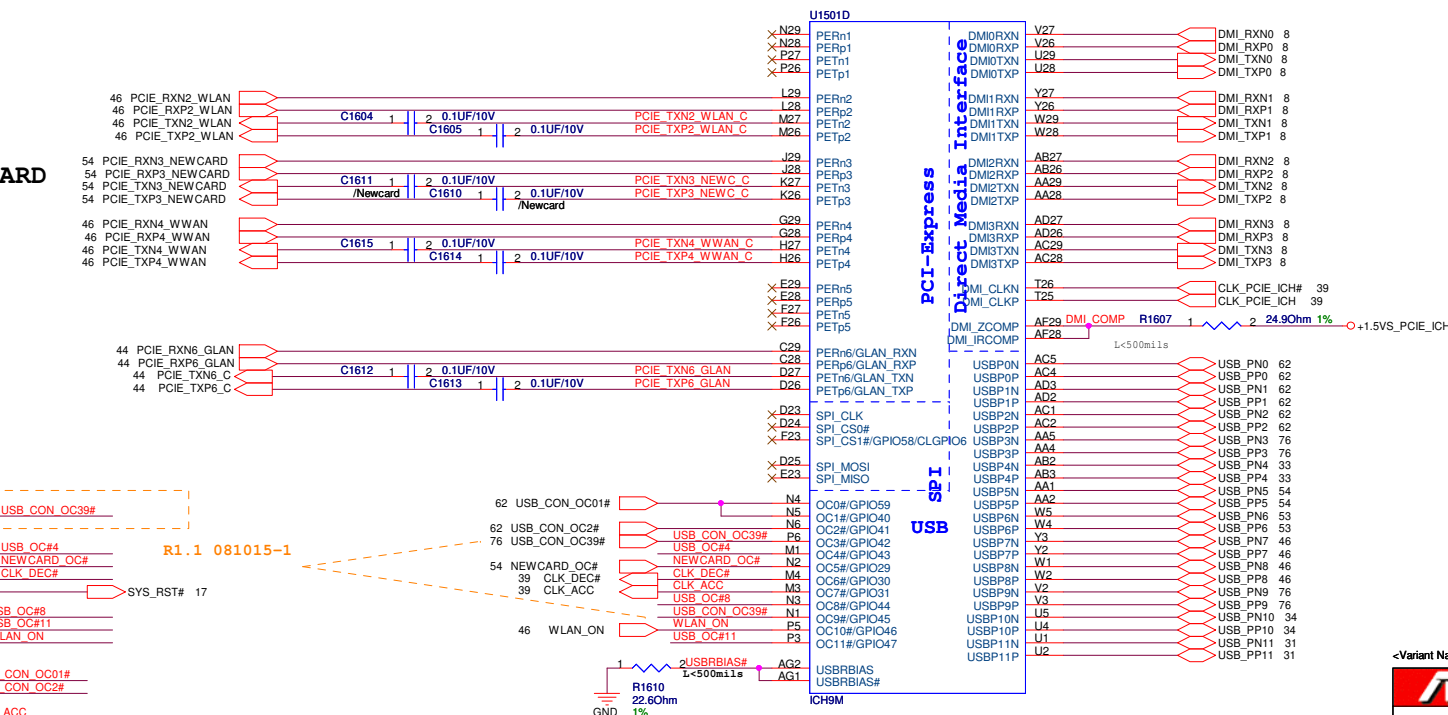 U1501D
N29 PERn1
N28 PERp1
P27 PETn1
P26 PETp1
46 PCIE_RXN2_WLAN L29 PERn2
46 PCIE_RXP2_WLAN L28 PERp2
46 PCIE_TXN2_WLAN C1604 1 2 0.1UF/10V PCIE_TXN2_WLAN_C M27 PETn2
46 PCIE_TXP2_WLAN C1605 1 2 0.1UF/10V PCIE_TXP2_WLAN_C M26 PETp2
ARD
54 PCIE_RXN3_NEWCARD J29 PERn3
54 PCIE_RXP3_NEWCARD J28 PERp3
54 PCIE_TXN3_NEWCARD C1611 1 2 0.1UF/10V PCIE_TXN3_NEWC_C K27 PETn3
54 PCIE_TXP3_NEWCARD /Newcard C1610 1 2 0.1UF/10V PCIE_TXP3_NEWC_C K26 PETp3
/Newcard
46 PCIE_RXN4_WWAN G29 PERn4
46 PCIE_RXP4_WWAN G28 PERp4
46 PCIE_TXN4_WWAN C1615 1 2 0.1UF/10V PCIE_TXN4_WWAN_C H27 PETn4
46 PCIE_TXP4_WWAN C1614 1 2 0.1UF/10V PCIE_TXP4_WWAN_C H26 PETp4
E29 PERn5
E28 PERp5
F27 PETn5
F26 PETp5
44 PCIE_RXN6_GLAN C29 PERn6/GLAN_RXN
44 PCIE_RXP6_GLAN C28 PERp6/GLAN_RXP
44 PCIE_TXN6_C C1612 1 2 0.1UF/10V PCIE_TXN6_GLAN D27 PETn6/GLAN_TXN
44 PCIE_TXP6_C C1613 1 2 0.1UF/10V PCIE_TXP6_GLAN D26 PETp6/GLAN_TXP
D23 SPI_CLK
D24 SPI_CS0#
F23 SPI_CS1#/GPIO58/CLGPIO6
D25 SPI_MOSI
E23 SPI_MISO
62 USB_CON_OC01# N4 OC0#/GPIO59
N5 OC1#/GPIO40
62 USB_CON_OC2# N6 OC2#/GPIO41
76 USB_CON_OC39# USB_CON_OC39# P6 OC3#/GPIO42
USB_OC#4 M1 OC4#/GPIO43
54 NEWCARD_OC# NEWCARD_OC# N2 OC5#/GPIO29
39 CLK_DEC# CLK_DEC# M4 OC6#/GPIO30
39 CLK_ACC CLK_ACC M3 OC7#/GPIO31
USB_OC#8 N3 OC8#/GPIO44
USB_CON_OC39# N1 OC9#/GPIO45
46 WLAN_ON WLAN_ON P5 OC10#/GPIO46
USB_OC#11 P3 OC11#/GPIO47
1 2 USBRBIAS# AG2 USBRBIAS
L<500mils AG1 USBRBIAS#
R1610
22.6Ohm
GND 1%
ICH9M
PCI-Express
Direct Media Interface
SPI
USB
DMI0RXN V27 DMI_RXN0 8
DMI0RXP V26 DMI_RXP0 8
DMI0TXN U29 DMI_TXN0 8
DMI0TXP U28 DMI_TXP0 8
DMI1RXN Y27 DMI_RXN1 8
DMI1RXP Y26 DMI_RXP1 8
DMI1TXN W29 DMI_TXN1 8
DMI1TXP W28 DMI_TXP1 8
DMI2RXN AB27 DMI_RXN2 8
DMI2RXP AB26 DMI_RXP2 8
DMI2TXN AA29 DMI_TXN2 8
DMI2TXP AA28 DMI_TXP2 8
DMI3RXN AD27 DMI_RXN3 8
DMI3RXP AD26 DMI_RXP3 8
DMI3TXN AC29 DMI_TXN3 8
DMI3TXP AC28 DMI_TXP3 8
DMI_CLKN T26 CLK_PCIE_ICH# 39
DMI_CLKP T25 CLK_PCIE_ICH 39
DMI_ZCOMP AF29 DMI_COMP R1607 1 2 24.9Ohm 1% +1.5VS_PCIE_ICH
DMI_IRCOMP AF28 L<500mils
USBP0N AC5 USB_PN0 62
USBP0P AC4 USB_PP0 62
USBP1N AD3 USB_PN1 62
USBP1P AD2 USB_PP1 62
USBP2N AC1 USB_PN2 62
USBP2P AC2 USB_PP2 62
USBP3N AA5 USB_PN3 76
USBP3P AA4 USB_PP3 76
USBP4N AB2 USB_PN4 33
USBP4P AB3 USB_PP4 33
USBP5N AA1 USB_PN5 54
USBP5P AA2 USB_PP5 54
USBP6N W5 USB_PN6 53
USBP6P W4 USB_PP6 53
USBP7N Y3 USB_PN7 46
USBP7P Y2 USB_PP7 46
USBP8N W1 USB_PN8 46
USBP8P W2 USB_PP8 46
USBP9N V2 USB_PN9 76
USBP9P V3 USB_PP9 76
USBP10N U5 USB_PN10 34
USBP10P U4 USB_PP10 34
USBP11N U1 USB_PN11 31
USBP11P U2 USB_PP11 31
USB_CON_OC39#
R1.1 081015-1
USB_OC#4
NEWCARD_OC#
CLK_DEC#
SYS_RST# 17
SB_OC#8
SB_OC#11
LAN_ON
CON_OC01#
CON_OC2#
ACC
<Variant Na